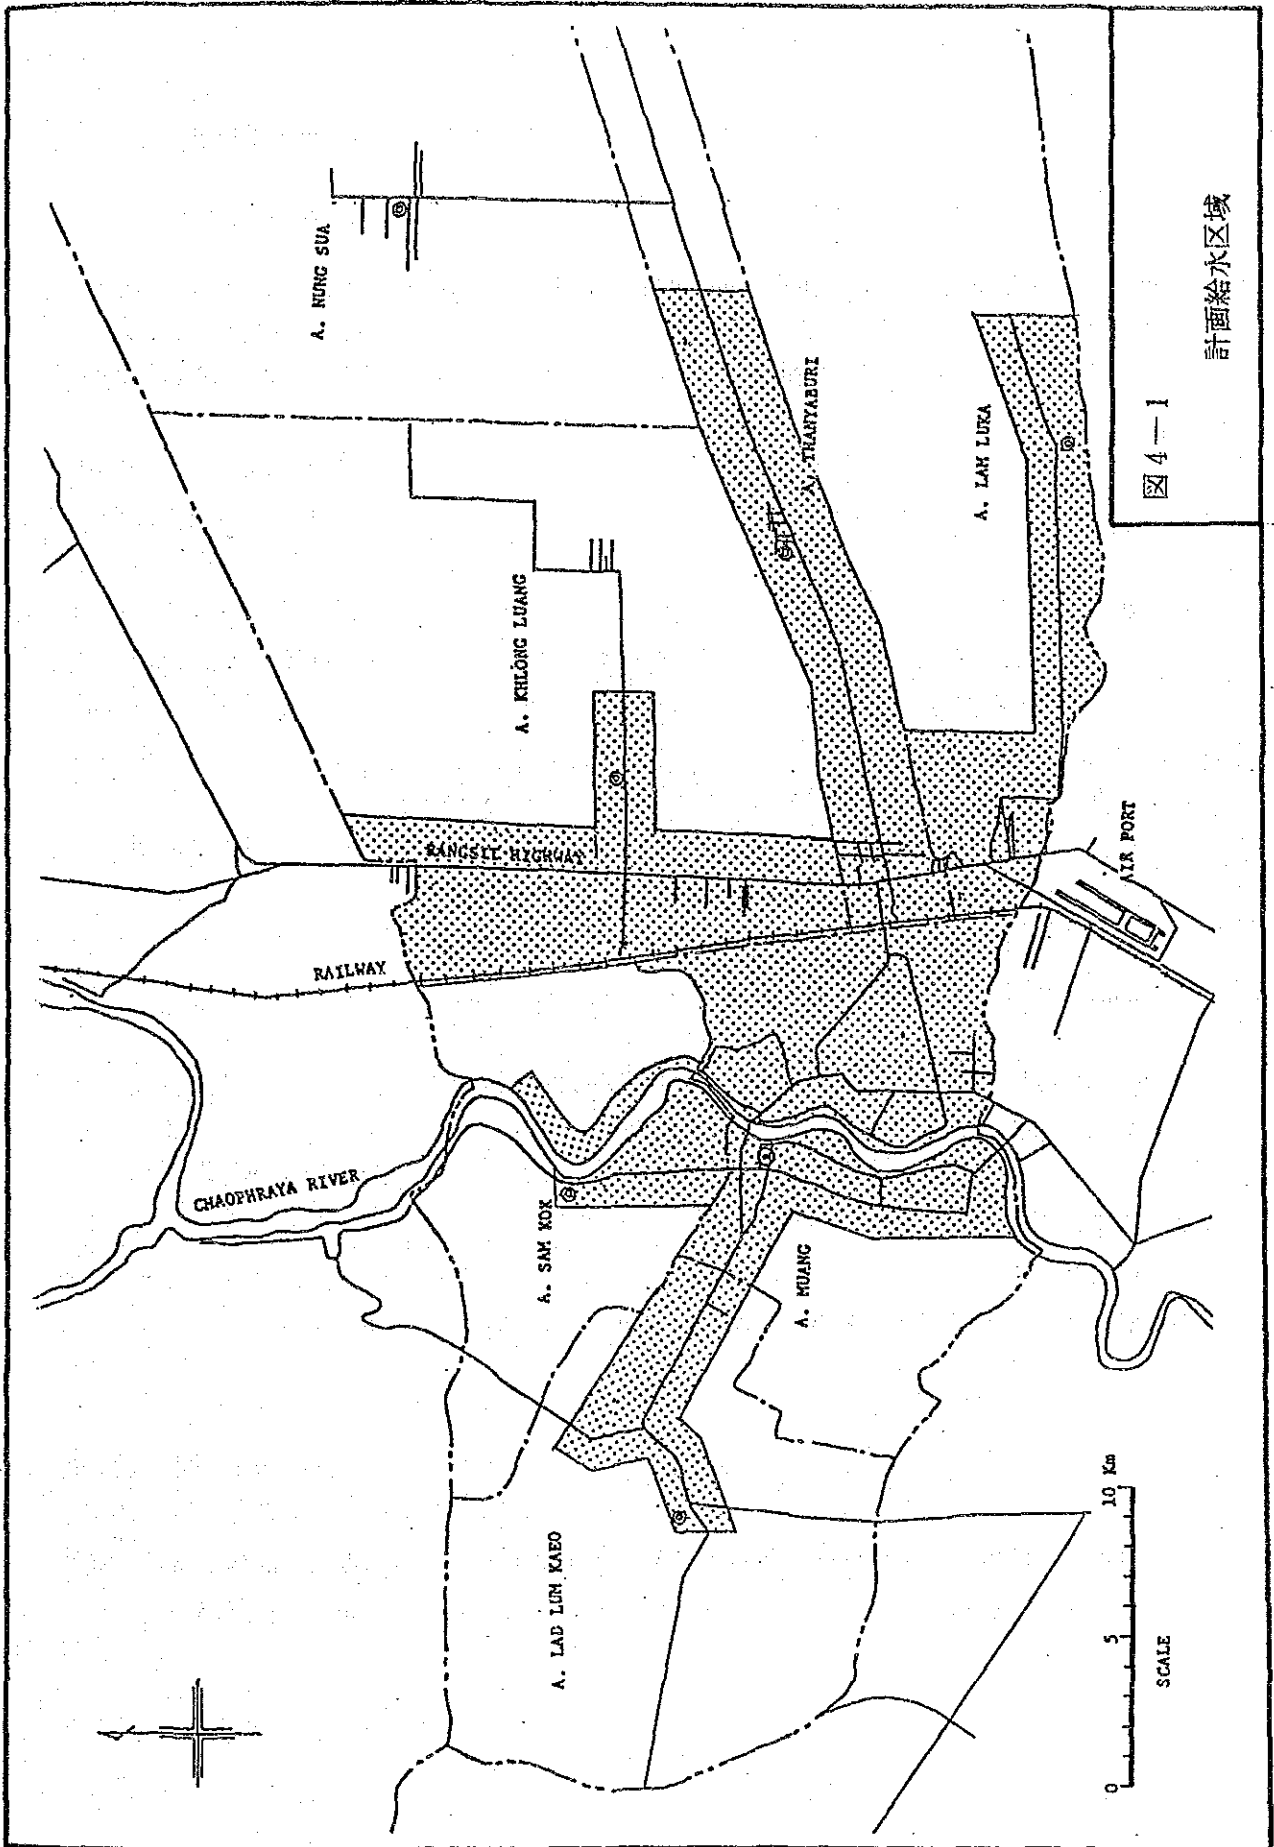 A. NUNG SUA
A. KHLONG LUANG
A. THANYABURI
A. LAM LUKA
RANGSIT HIGHWAY
RAILWAY
AIR PORT
CHAOPHRAYA RIVER
A. SAM KOK
A. MUANG
A. LAD LUM KAEO
0 5 10 Km
SCALE
図4-1
計画給水区域